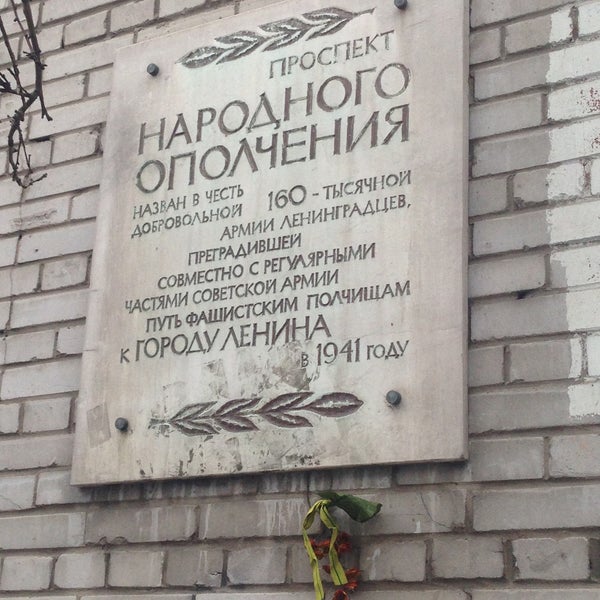 ПРОСПЕКТ
НАРОДНОГО
ОПОЛЧЕНИЯ
НАЗВАН В ЧЕСТЬ
ДОБРОВОЛЬНОЙ 160-ТЫСЯЧНОЙ
АРМИИ ЛЕНИНГРАДЦЕВ,
ПРЕГРАДИВШЕЙ
СОВМЕСТНО С РЕГУЛЯРНЫМИ
ЧАСТЯМИ СОВЕТСКОЙ АРМИИ
ПУТЬ ФАШИСТСКИМ ПОЛЧИЩАМ
К ГОРОДУ ЛЕНИНА
В 1941 ГОДУ